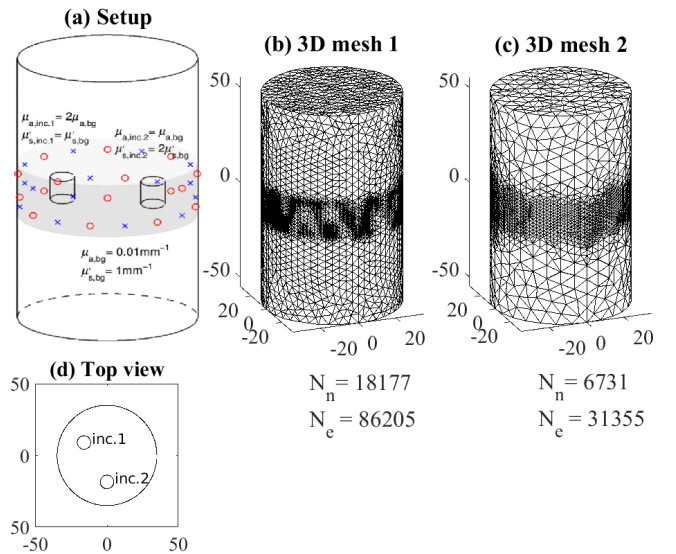 (a) Setup
μa,inc.1 = 2μa,bg
μ's,inc.1 = μ's,bg
μa,inc.2 = μa,bg
μ's,inc.2 = 2μ's,bg
μa,bg = 0.01mm⁻¹
μ's,bg = 1mm⁻¹
(b) 3D mesh 1
50
0
-50
20
0
-20
-20
0
20
Nn = 18177
Ne = 86205
(c) 3D mesh 2
50
0
-50
20
0
-20
-20
0
20
Nn = 6731
Ne = 31355
(d) Top view
50
0
50
inc.1
inc.2
-50
0
50